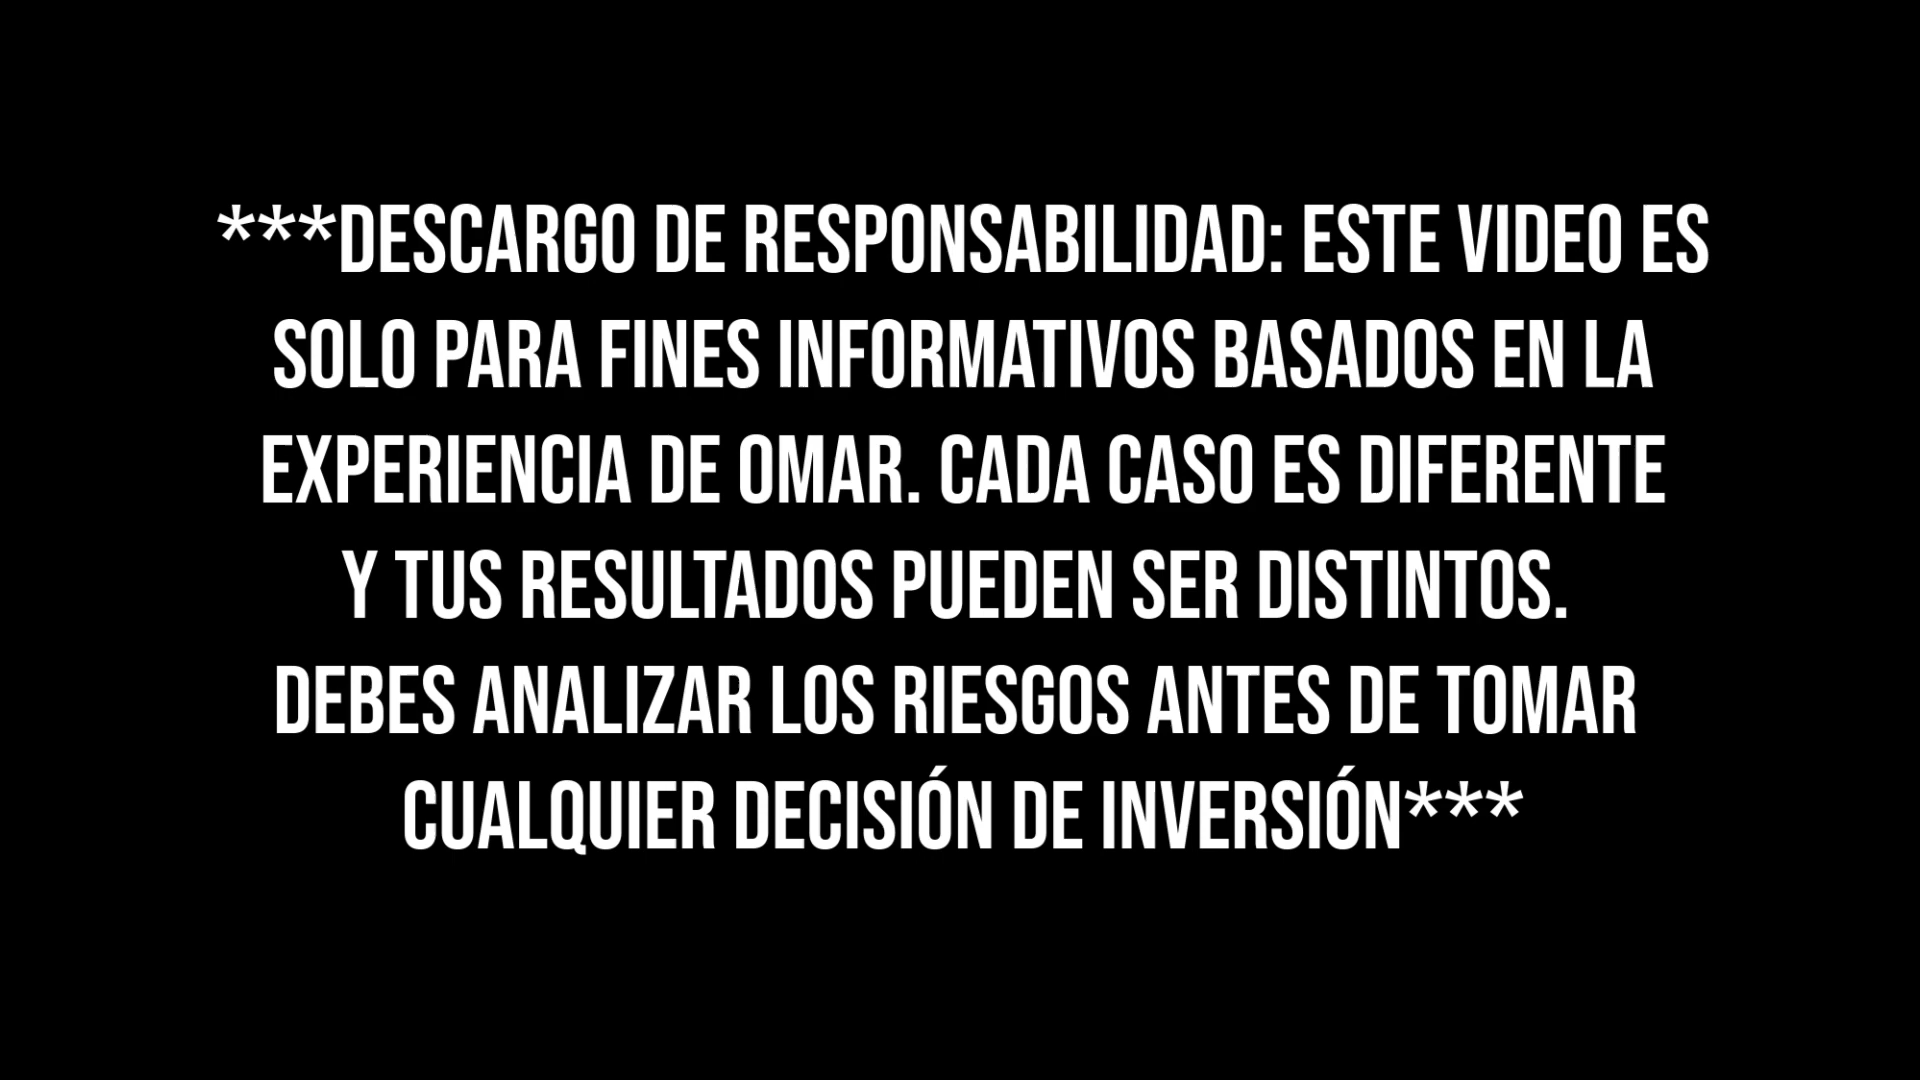 ***DESCARGO DE RESPONSABILIDAD: ESTE VIDEO ES
SOLO PARA FINES INFORMATIVOS BASADOS EN LA
EXPERIENCIA DE OMAR. CADA CASO ES DIFERENTE
Y TUS RESULTADOS PUEDEN SER DISTINTOS.
DEBES ANALIZAR LOS RIESGOS ANTES DE TOMAR
CUALQUIER DECISIÓN DE INVERSIÓN***